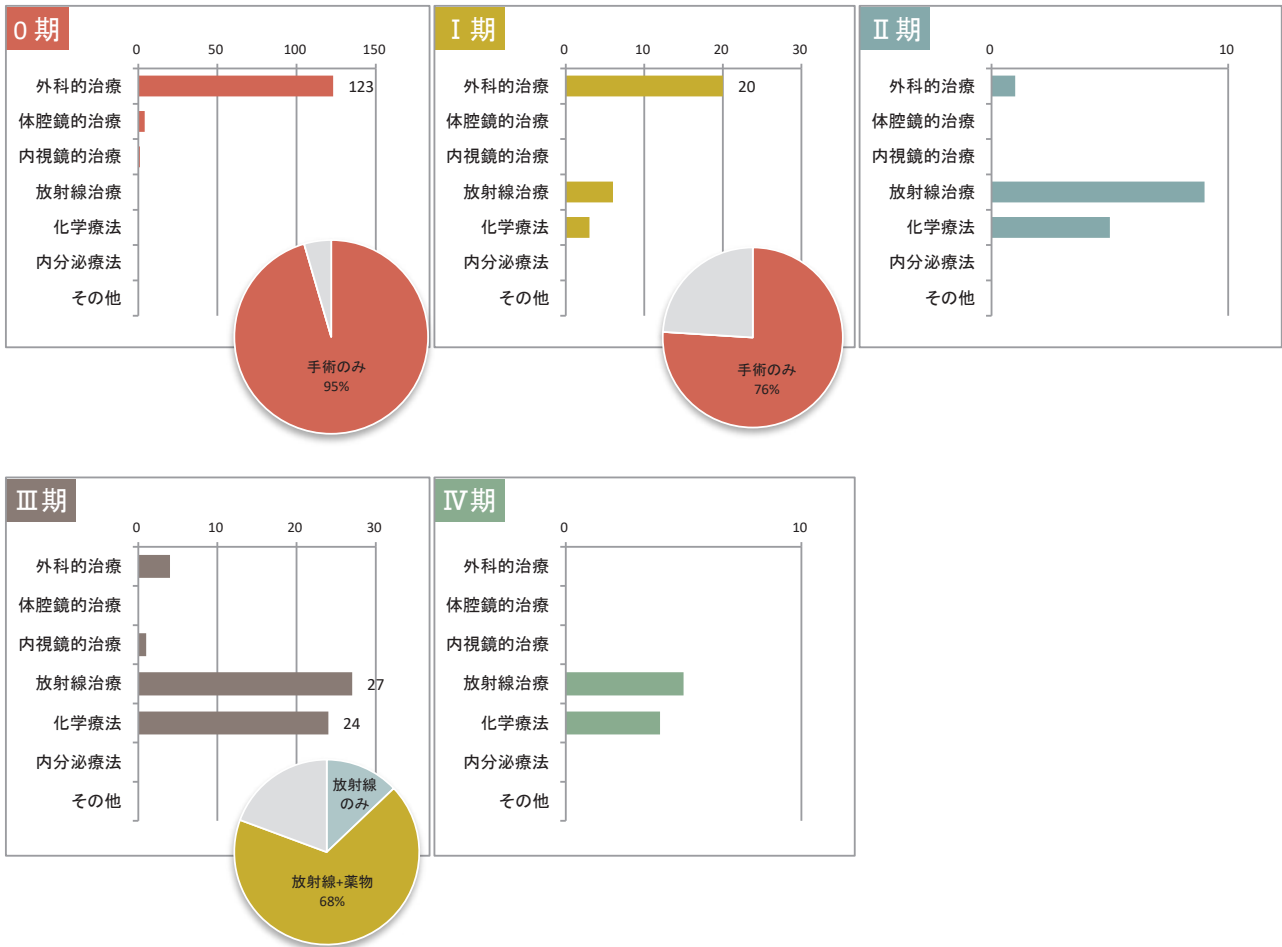 0期
0 50 100 150
外科的治療 123
体腔鏡的治療
内視鏡的治療
放射線治療
化学療法
内分泌療法
その他
手術のみ
95%
Ⅰ期
0 10 20 30
外科的治療 20
体腔鏡的治療
内視鏡的治療
放射線治療
化学療法
内分泌療法
その他
手術のみ
76%
Ⅱ期
0 10
外科的治療
体腔鏡的治療
内視鏡的治療
放射線治療
化学療法
内分泌療法
その他
Ⅲ期
0 10 20 30
外科的治療
体腔鏡的治療
内視鏡的治療
放射線治療 27
化学療法 24
内分泌療法
その他
放射線
のみ
放射線+薬物
68%
Ⅳ期
0 10
外科的治療
体腔鏡的治療
内視鏡的治療
放射線治療
化学療法
内分泌療法
その他